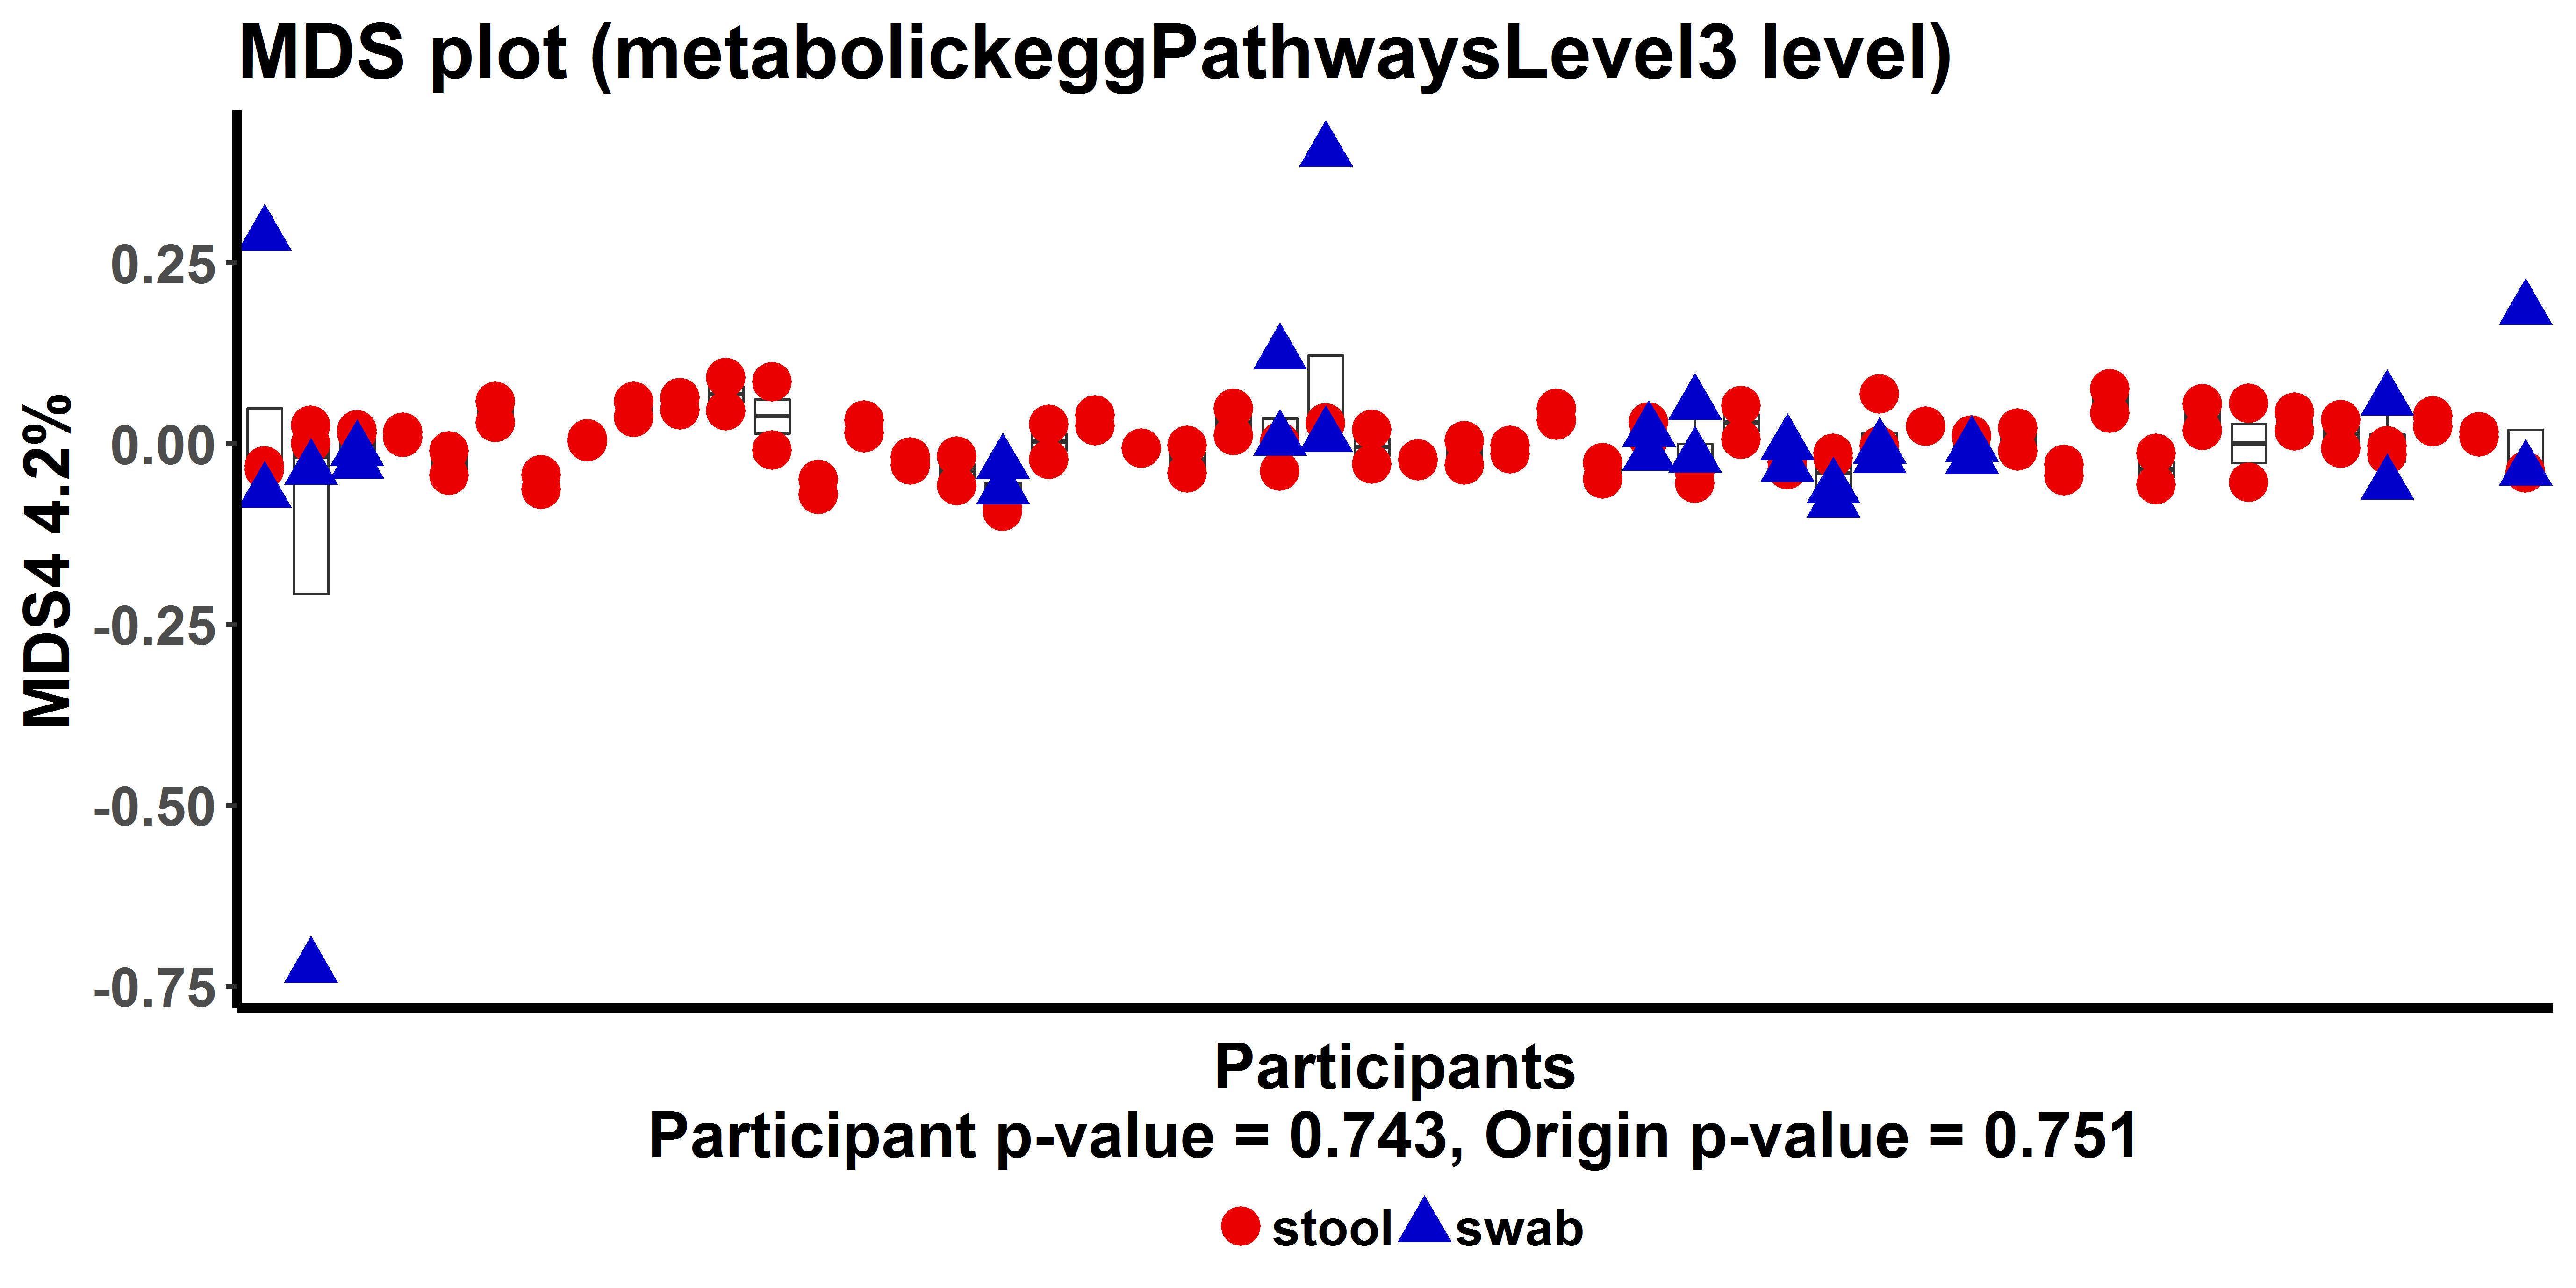 MDS plot (metabolickeggPathwaysLevel3 level)
MDS4 4.2%
0.25
0.00
-0.25
-0.50
-0.75
Participants
Participant p-value = 0.743, Origin p-value = 0.751
stool swab